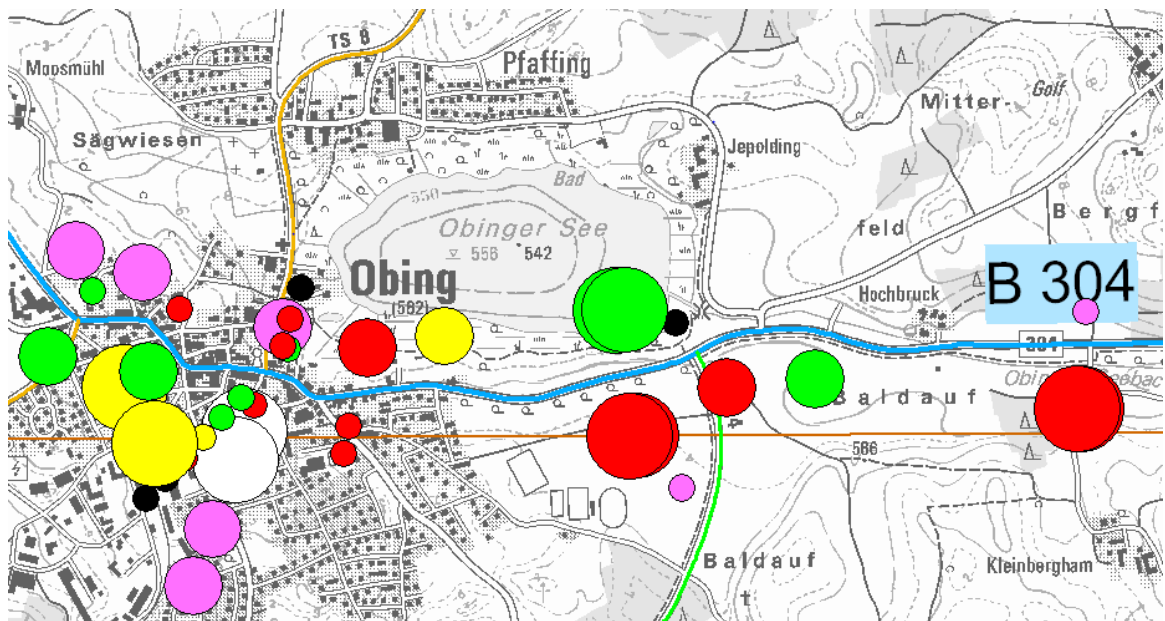 TS 8
Moosmühl
Pfaffing
Golf
Mitter-
Sägwiesen
Jepolding
Bad
550
Obinger See
556 542
feld
Bergf
Obing
(562)
Hochbruck
B 304
304
Baldauf
586
Baldauf
Kleinbergham